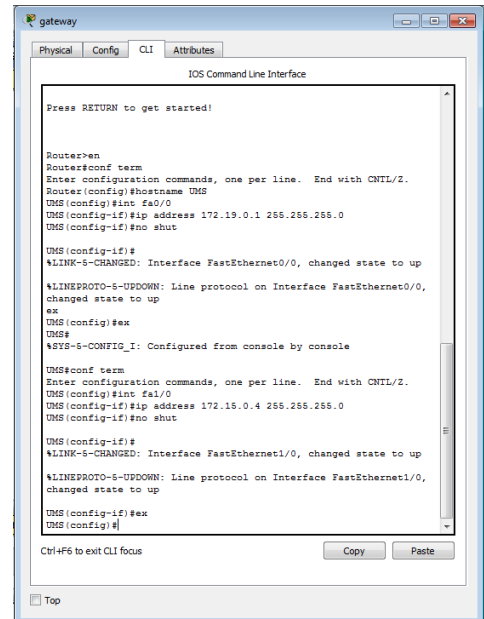 gateway
Physical Config CLI Attributes
IOS Command Line Interface
Press RETURN to get started!
Router>en
Router#conf term
Enter configuration commands, one per line.  End with CNTL/Z.
Router(config)#hostname UMS
UMS(config)#int fa0/0
UMS(config-if)#ip address 172.19.0.1 255.255.255.0
UMS(config-if)#no shut
UMS(config-if)#
%LINK-5-CHANGED: Interface FastEthernet0/0, changed state to up
%LINEPROTO-5-UPDOWN: Line protocol on Interface FastEthernet0/0,
changed state to up
ex
UMS(config)#ex
UMS#
%SYS-5-CONFIG_I: Configured from console by console
UMS#conf term
Enter configuration commands, one per line.  End with CNTL/Z.
UMS(config)#int fa1/0
UMS(config-if)#ip address 172.15.0.4 255.255.255.0
UMS(config-if)#no shut
UMS(config-if)#
%LINK-5-CHANGED: Interface FastEthernet1/0, changed state to up
%LINEPROTO-5-UPDOWN: Line protocol on Interface FastEthernet1/0,
changed state to up
UMS(config-if)#ex
UMS(config)#
Ctrl+F6 to exit CLI focus Copy Paste
Top